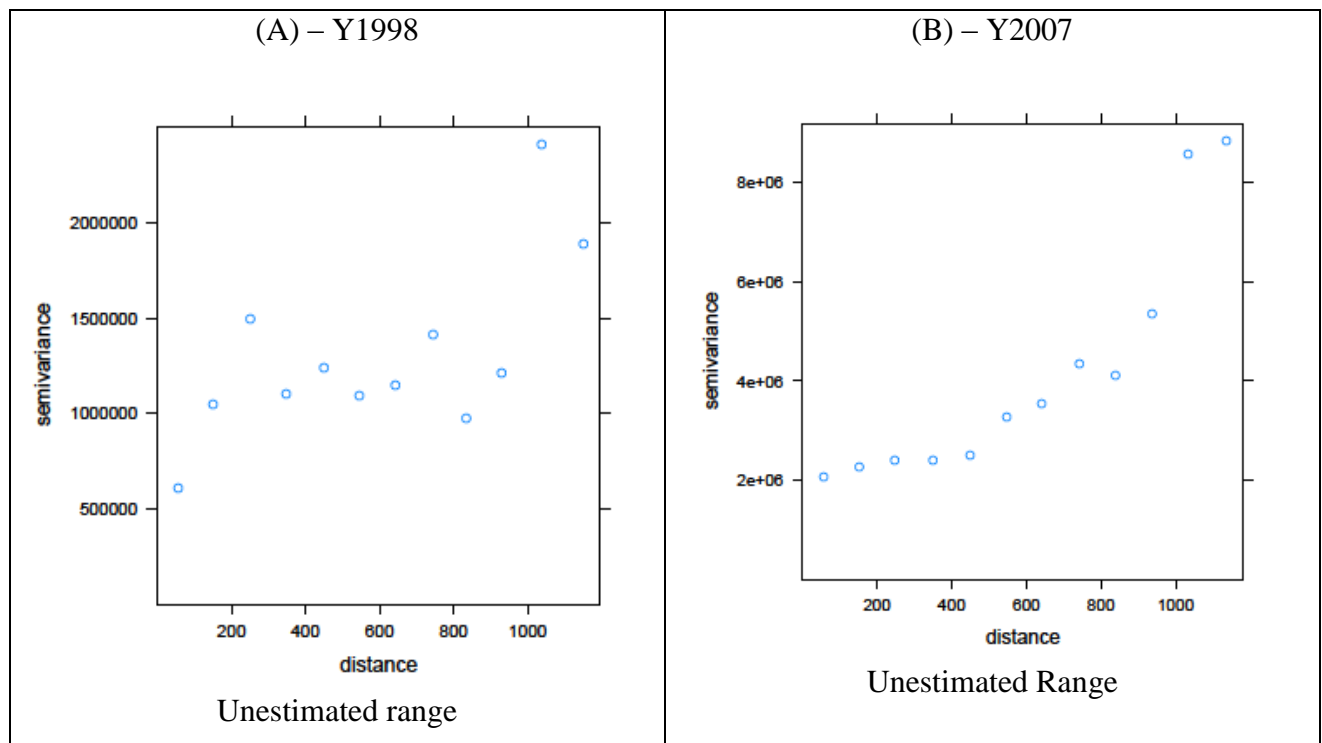 (A) – Y1998
2000000
1500000
1000000
500000
semivariance
200 400 600 800 1000
distance
Unestimated range
(B) – Y2007
8e+06
6e+06
4e+06
2e+06
semivariance
200 400 600 800 1000
distance
Unestimated Range